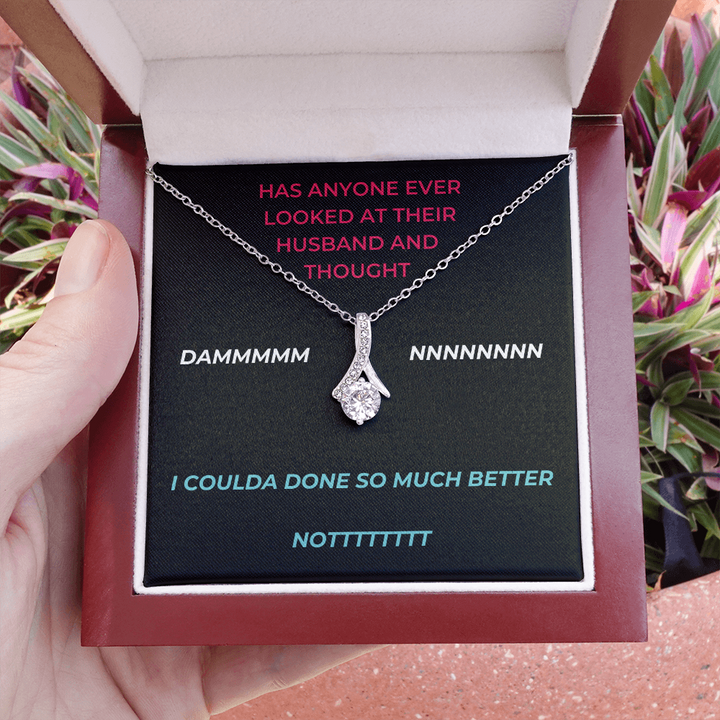 HAS ANYONE EVER
LOOKED AT THEIR
HUSBAND AND
THOUGHT
DAMMMMM NNNNNNNN
I COULDA DONE SO MUCH BETTER
NOTTTTTTTT